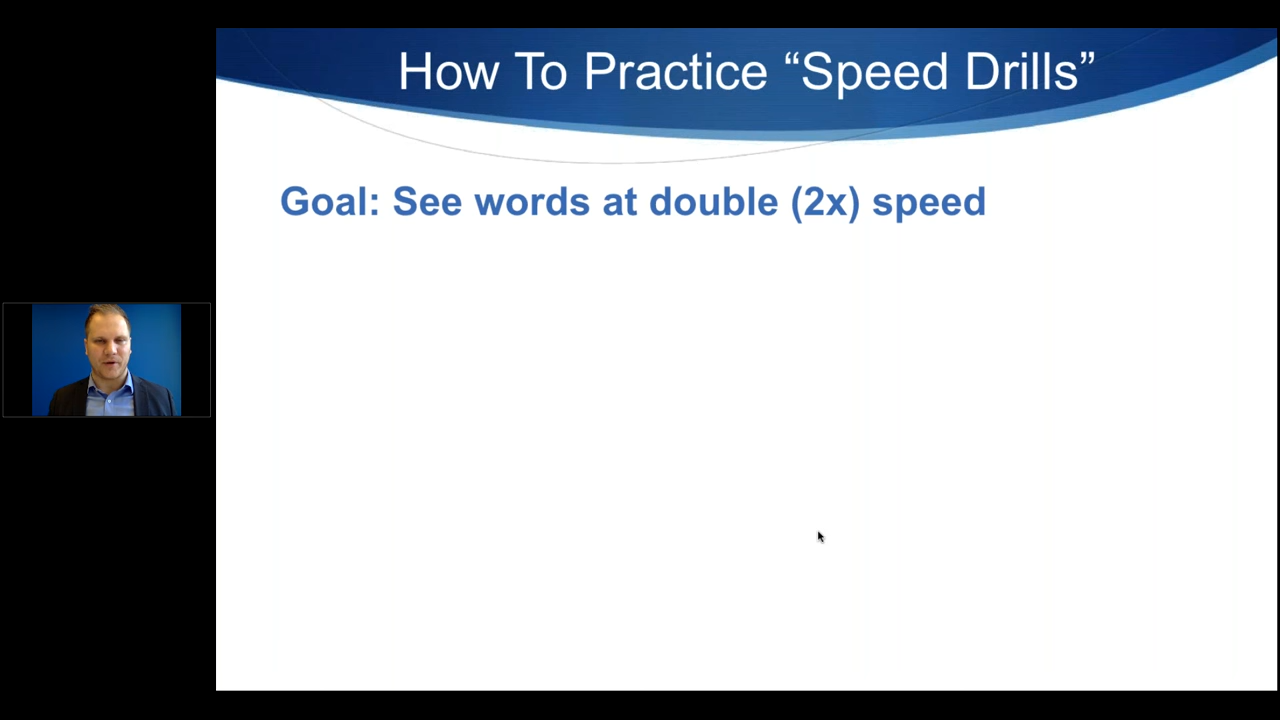 How To Practice “Speed Drills”
Goal: See words at double (2x) speed